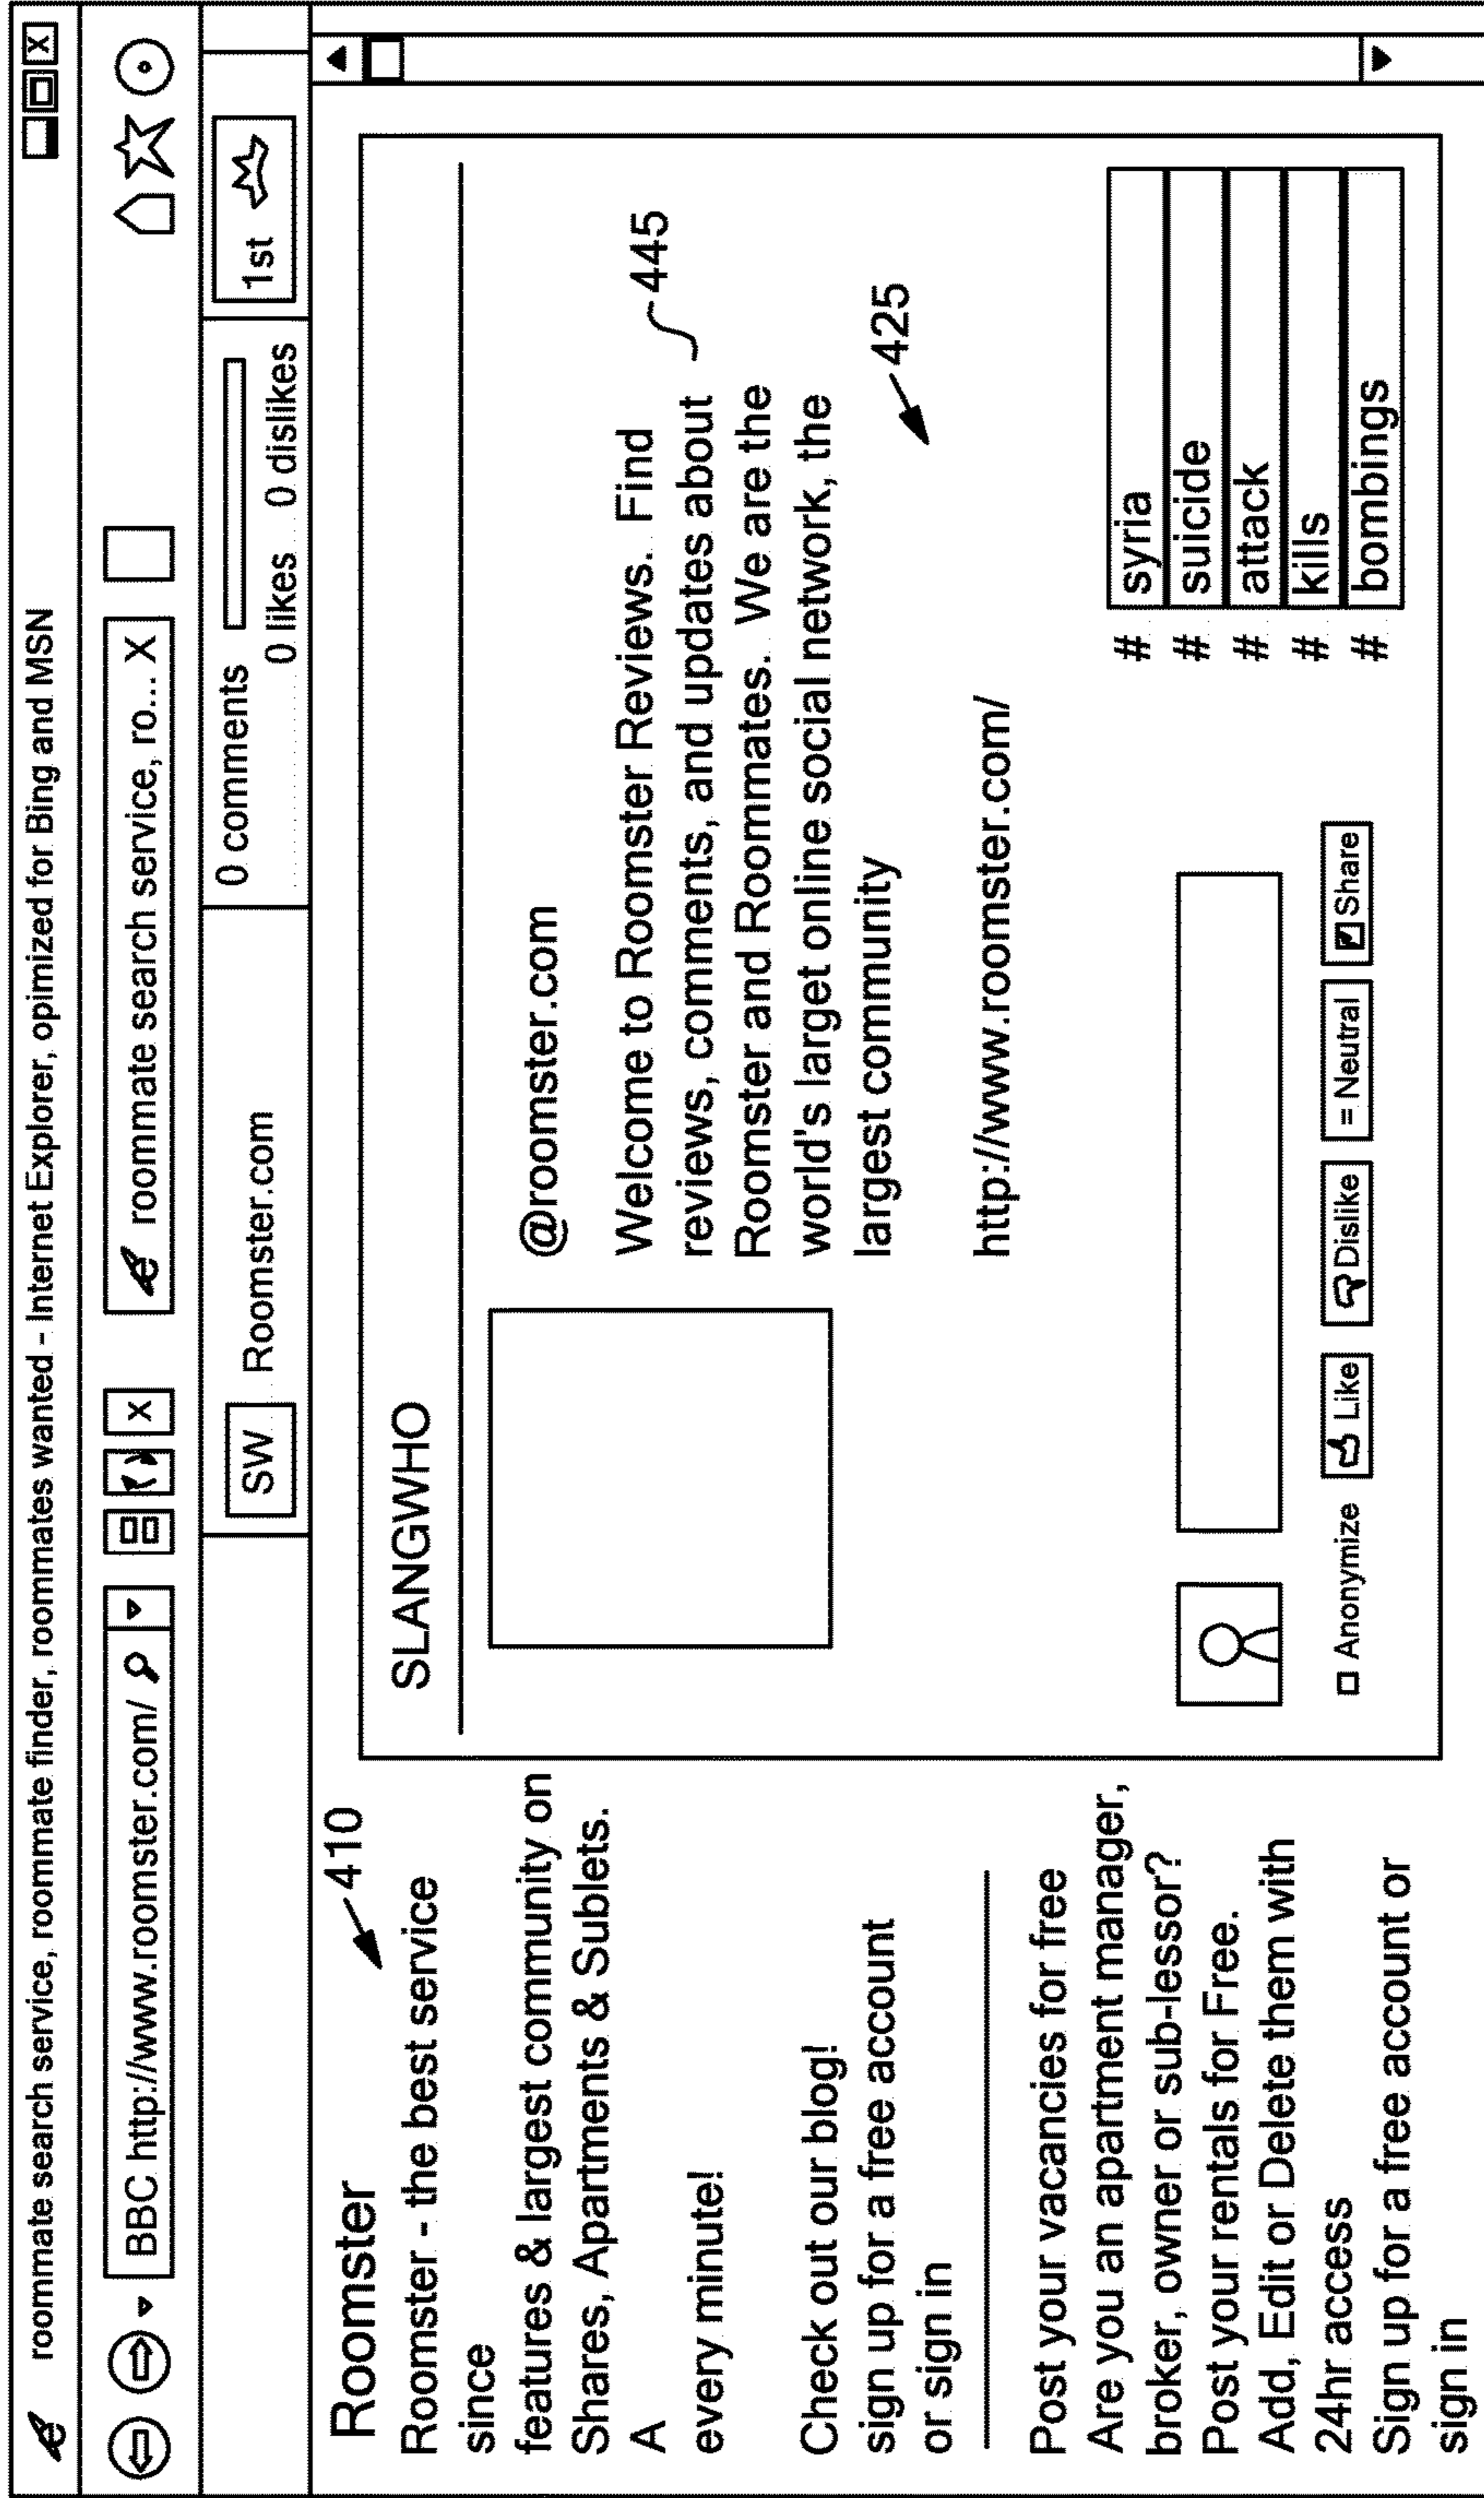 roommate search service, roommate finder, roommates wanted - Internet Explorer, opimized for Bing and MSN
X
BBC http://www.roomster.com/
X
roommate search service, ro... X
SW Roomster.com
0 comments
0 likes 0 dislikes
1st
Roomster
410
Roomster - the best service
since
features & largest community on
Shares, Apartments & Sublets.
A
every minute!
Check out our blog!
sign up for a free account
or sign in
Post your vacancies for free
Are you an apartment manager,
broker, owner or sub-lessor?
Post your rentals for Free.
Add, Edit or Delete them with
24hr access
Sign up for a free account or
sign in
SLANGWHO
@roomster.com
Welcome to Roomster Reviews. Find
reviews, comments, and updates about
Roomster and Roommates. We are the
world's larget online social network, the
largest community
445
425
http://www.roomster.com/
# syria
# suicide
# attack
# kills
# bombings
Anonymize Like Dislike = Neutral Share